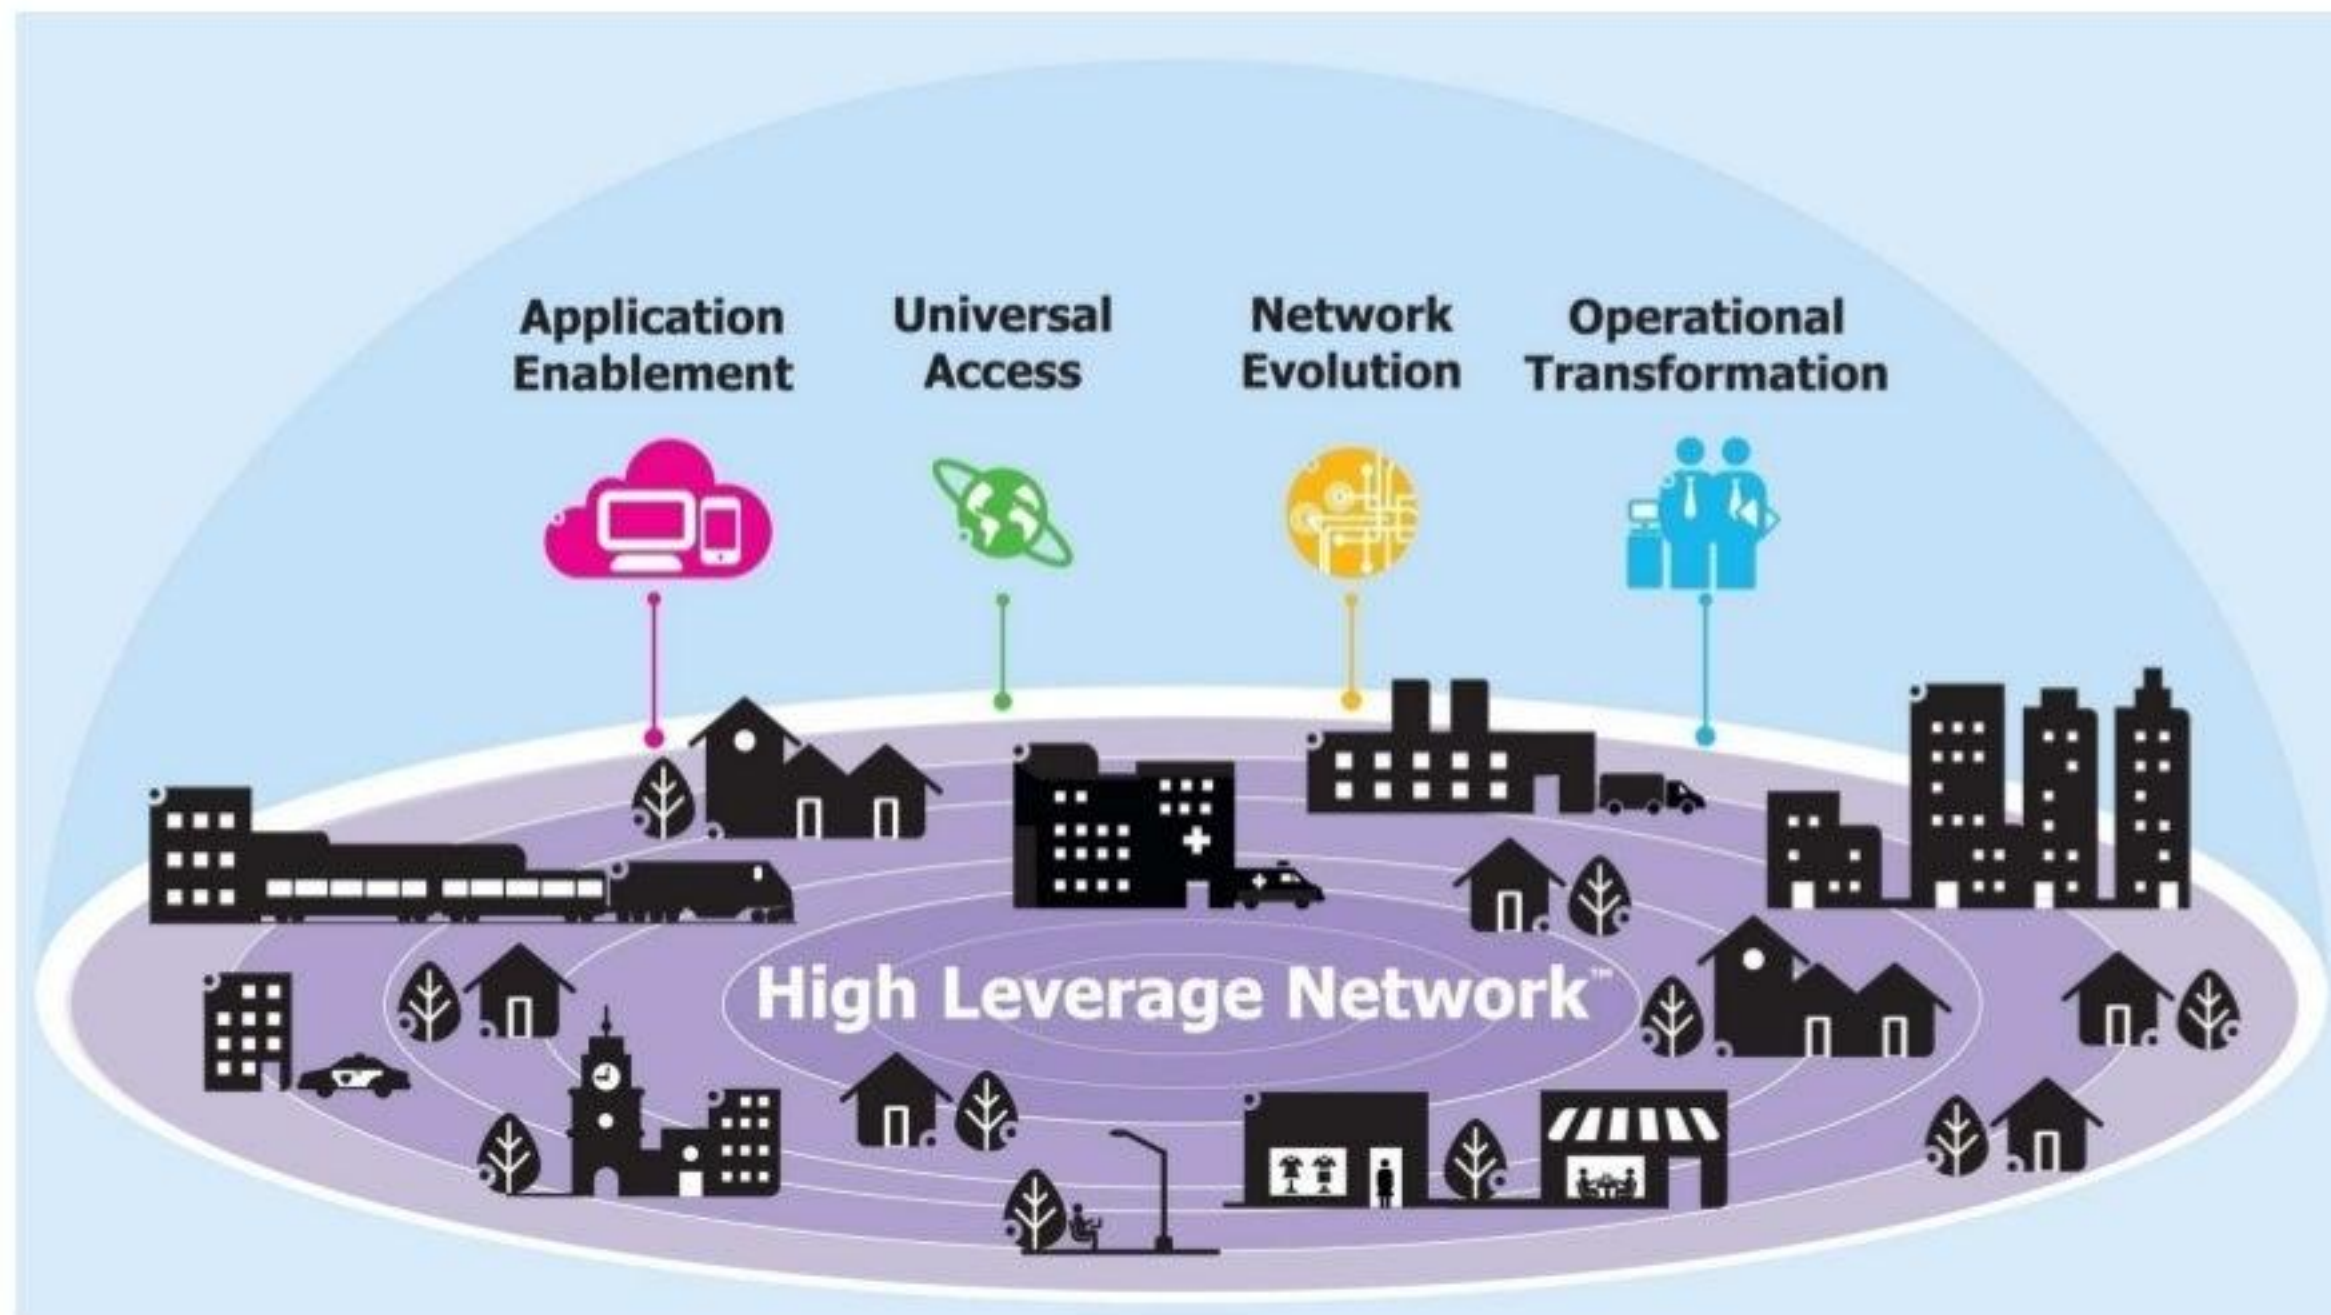 Application
Enablement
Universal
Access
Network
Evolution
Operational
Transformation
High Leverage Network™